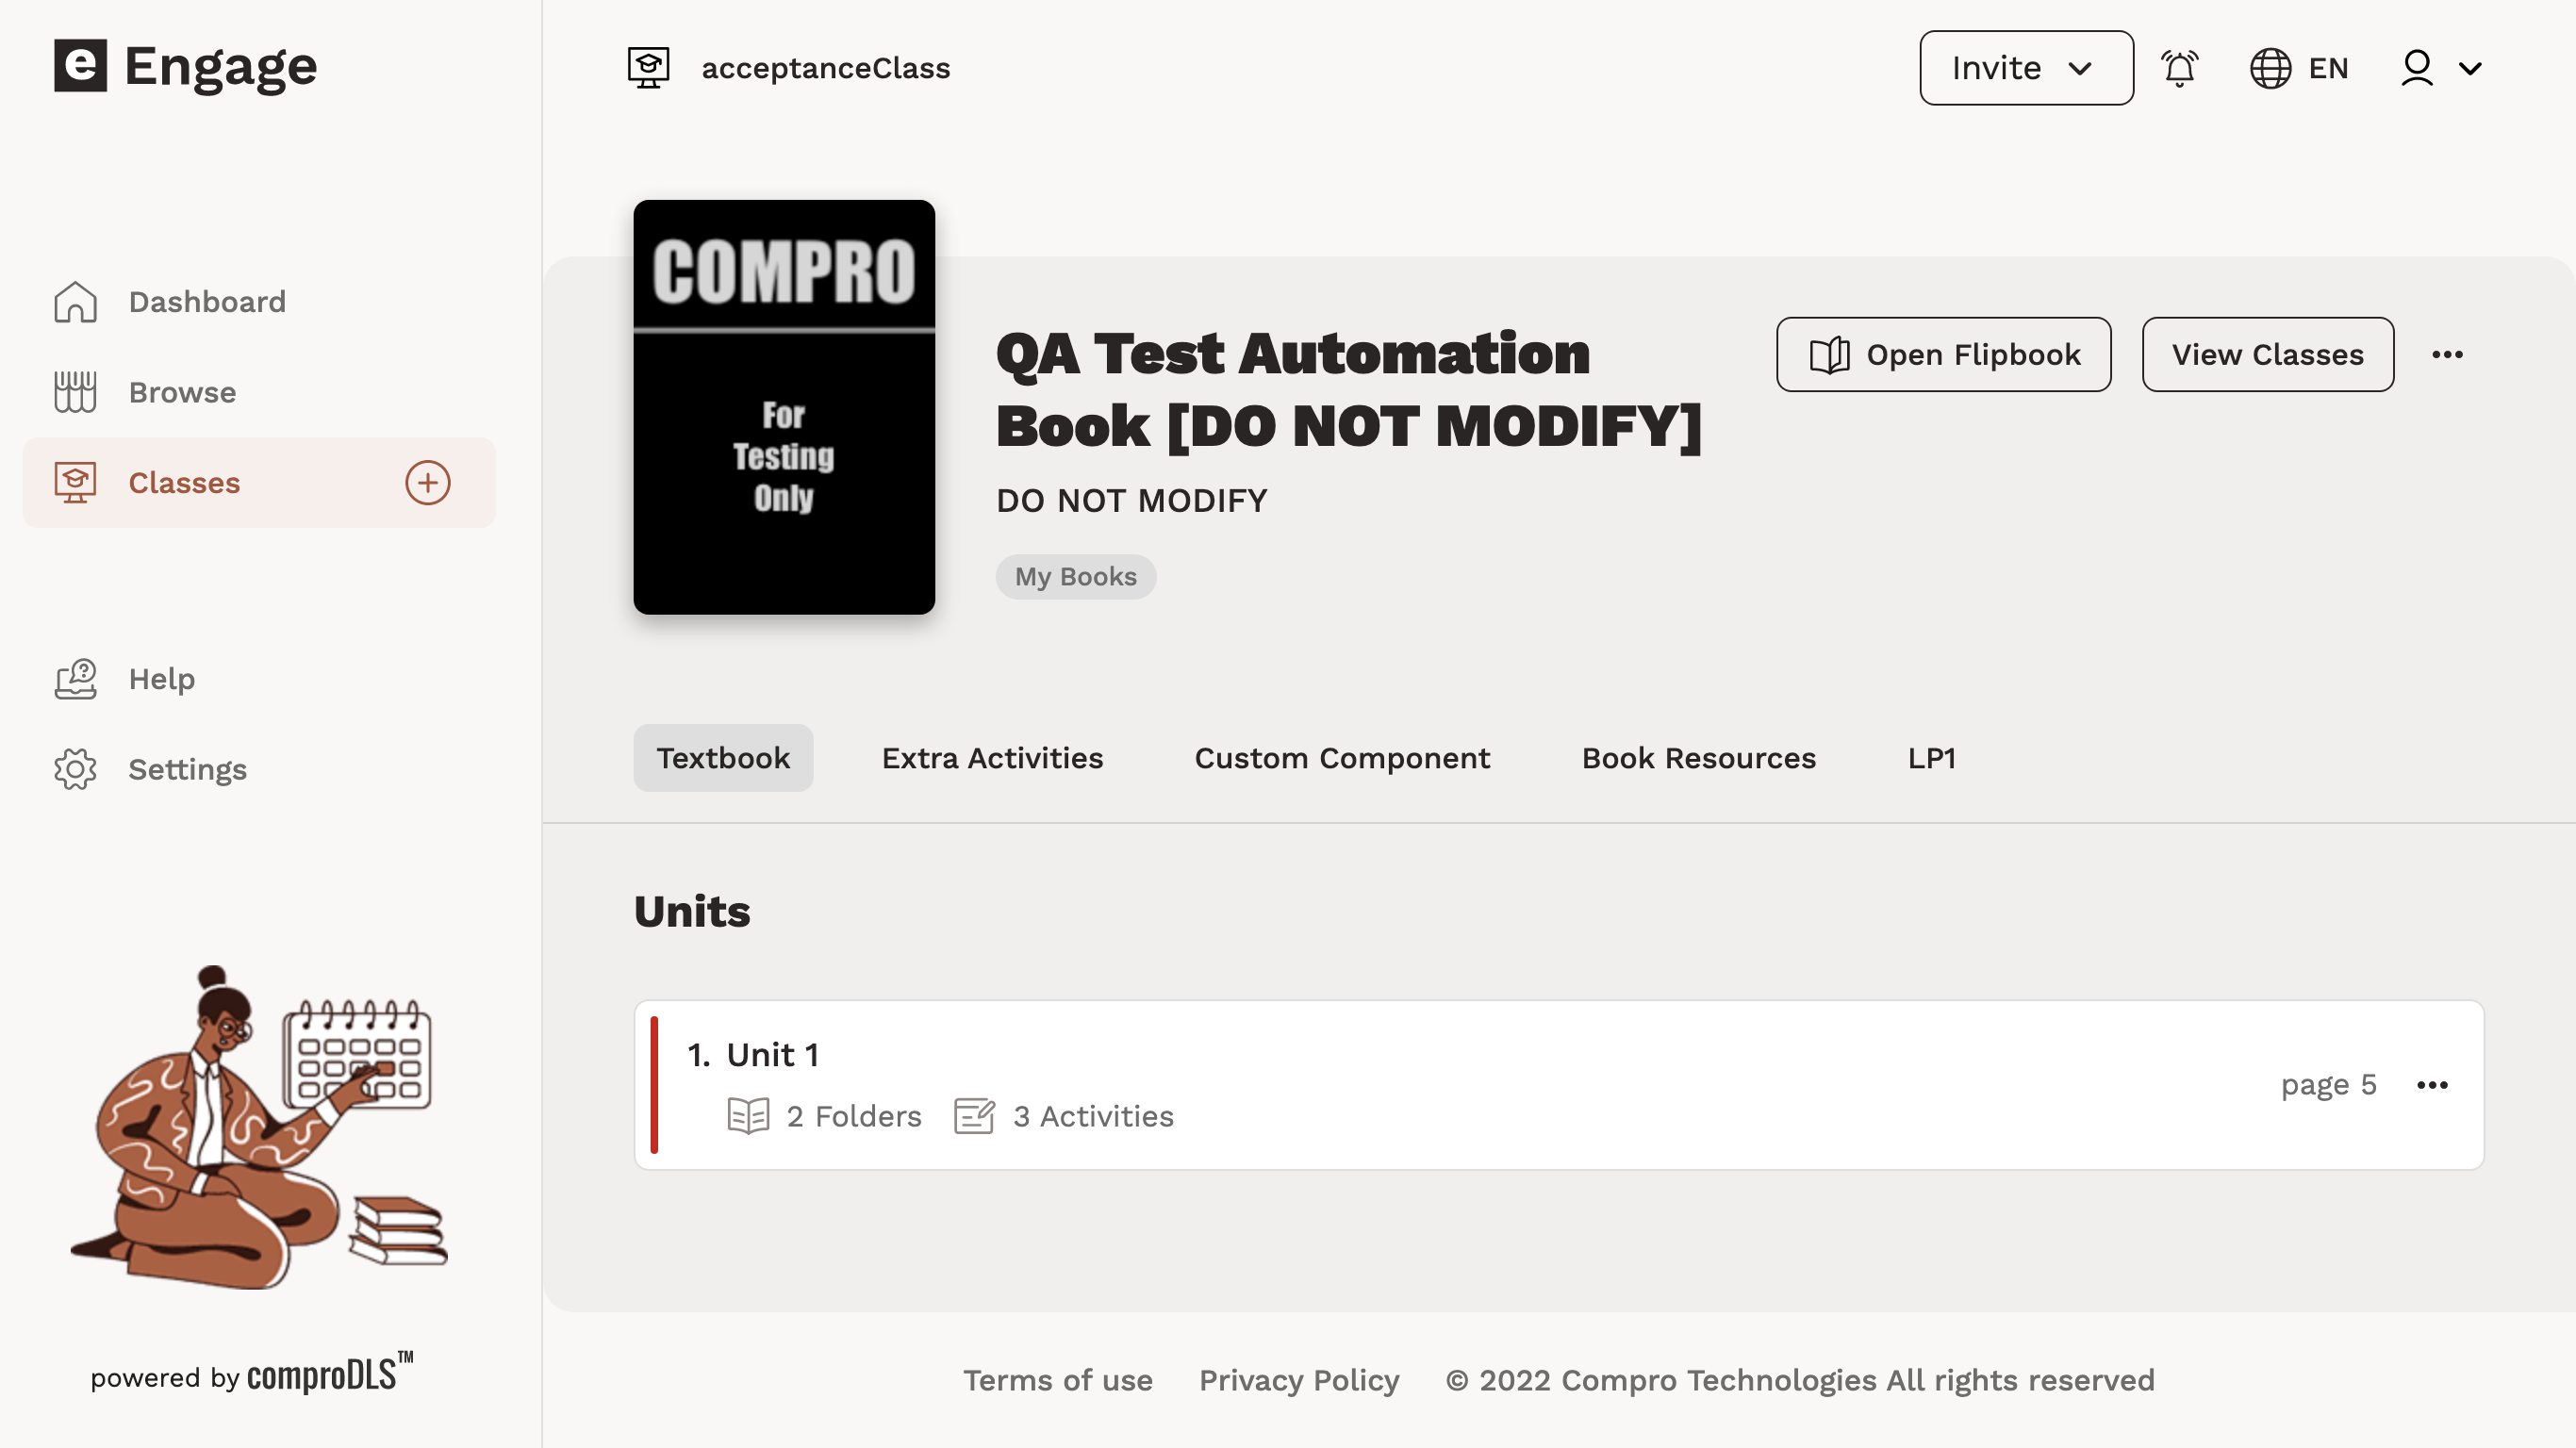 e Engage
acceptanceClass
Invite
EN
Dashboard
Browse
Classes
Help
Settings
powered by comproDLS™
COMPRO
For
Testing
Only
QA Test Automation
Book [DO NOT MODIFY]
DO NOT MODIFY
My Books
Open Flipbook
View Classes
Textbook
Extra Activities
Custom Component
Book Resources
LP1
Units
1. Unit 1
2 Folders
3 Activities
page 5
Terms of use
Privacy Policy
© 2022 Compro Technologies All rights reserved